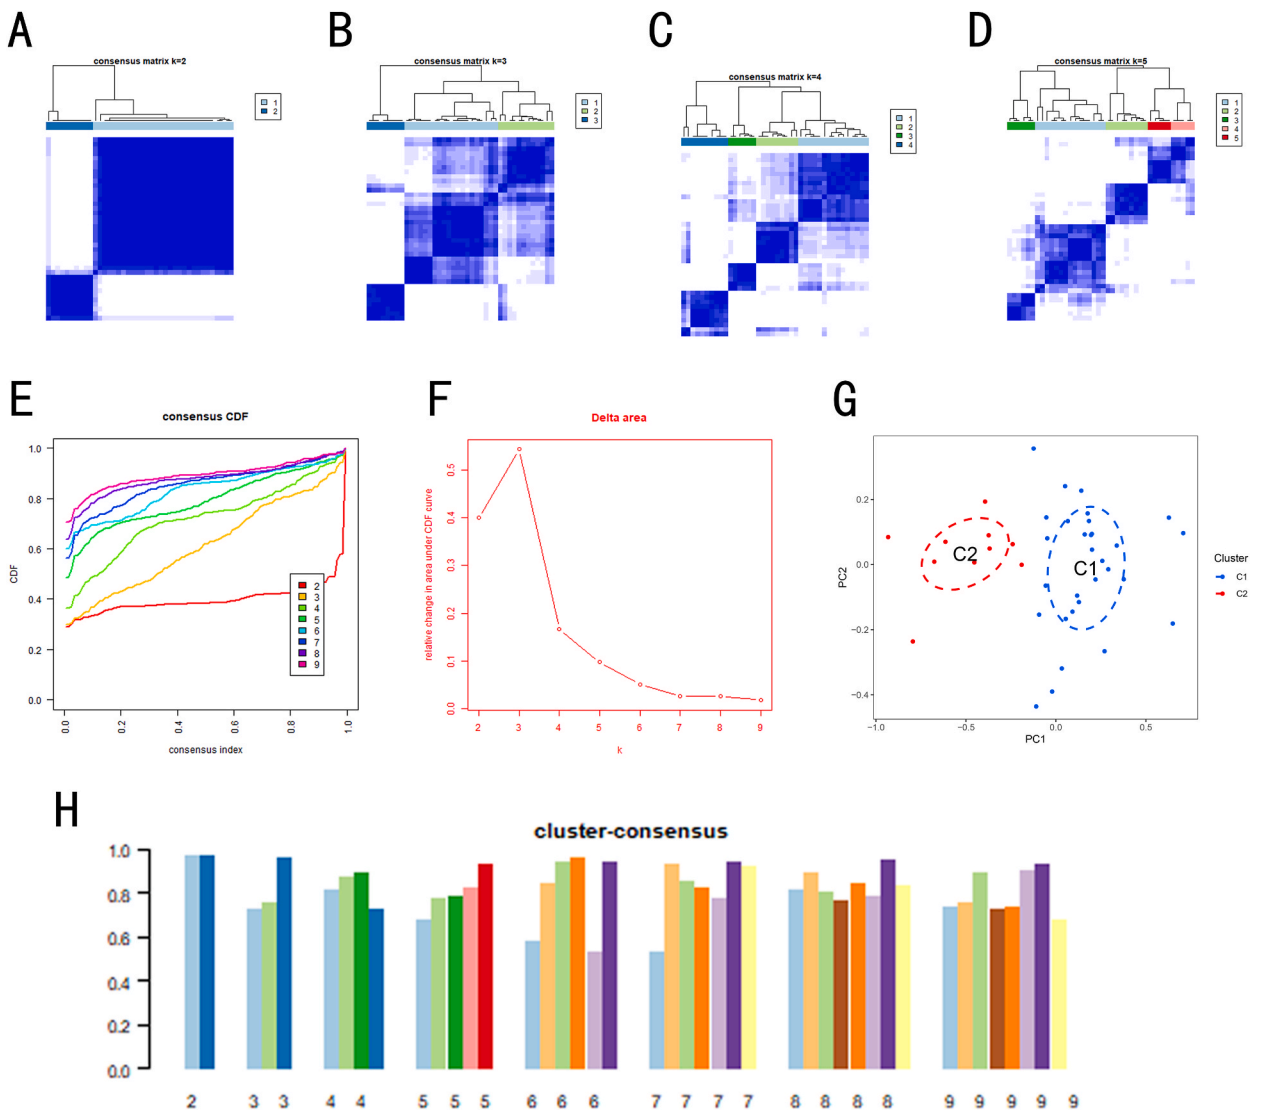 A
B
C
D
consensus matrix k=2
1
2
consensus matrix k=3
1
2
3
consensus matrix k=4
1
2
3
4
consensus matrix k=5
1
2
3
4
5
E
consensus CDF
CDF
1.0
0.8
0.6
0.4
0.2
0.0
2
3
4
5
6
7
8
9
0.0 0.2 0.4 0.6 0.8 1.0
consensus index
F
Delta area
relative change in area under CDF curve
0.5
0.4
0.3
0.2
0.1
0.0
2 3 4 5 6 7 8 9
k
G
PC2
0.2
0.0
−0.2
−0.4
C2
C1
−1.0 −0.5 0.0 0.5
PC1
Cluster
C1
C2
H
cluster-consensus
1.0
0.8
0.6
0.4
0.2
0.0
2 3 3 4 4 5 5 5 6 6 6 7 7 7 7 8 8 8 8 9 9 9 9 9